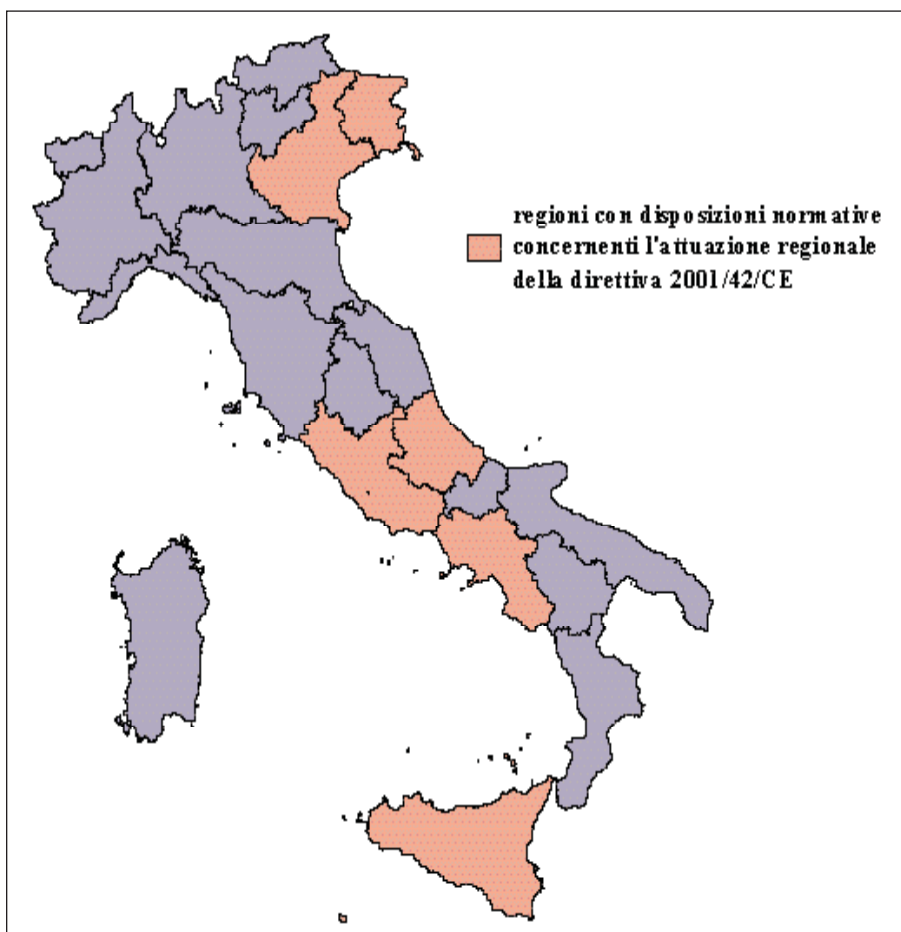 regioni con disposizioni normative
concernenti l'attuazione regionale
della direttiva 2001/42/CE